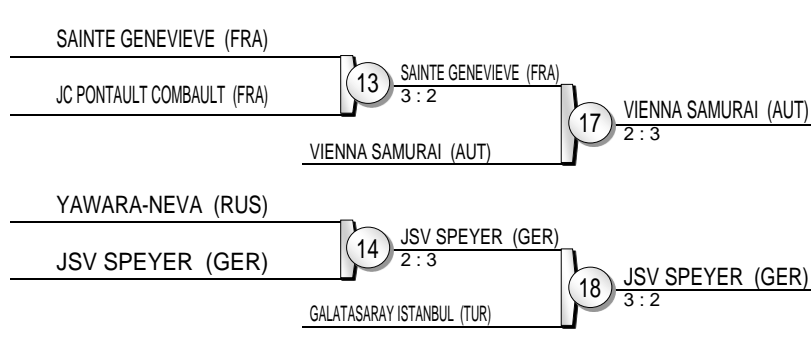 SAINTE GENEVIEVE (FRA)
JC PONTAULT COMBAULT (FRA)
13
SAINTE GENEVIEVE (FRA)
3 : 2
VIENNA SAMURAI (AUT)
17
VIENNA SAMURAI (AUT)
2 : 3
YAWARA-NEVA (RUS)
JSV SPEYER (GER)
14
JSV SPEYER (GER)
2 : 3
GALATASARAY ISTANBUL (TUR)
18
JSV SPEYER (GER)
3 : 2